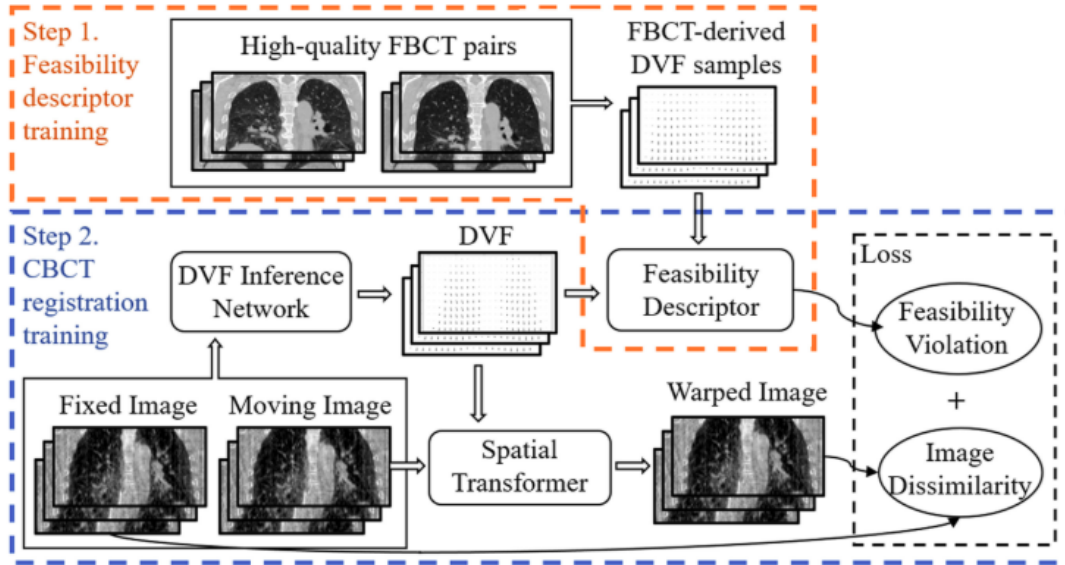 Step 1.
Feasibility
descriptor
training
High-quality FBCT pairs
FBCT-derived
DVF samples
Step 2.
CBCT
registration
training
DVF Inference
Network
DVF
Feasibility
Descriptor
Loss
Feasibility
Violation
+
Image
Dissimilarity
Fixed Image
Moving Image
Spatial
Transformer
Warped Image